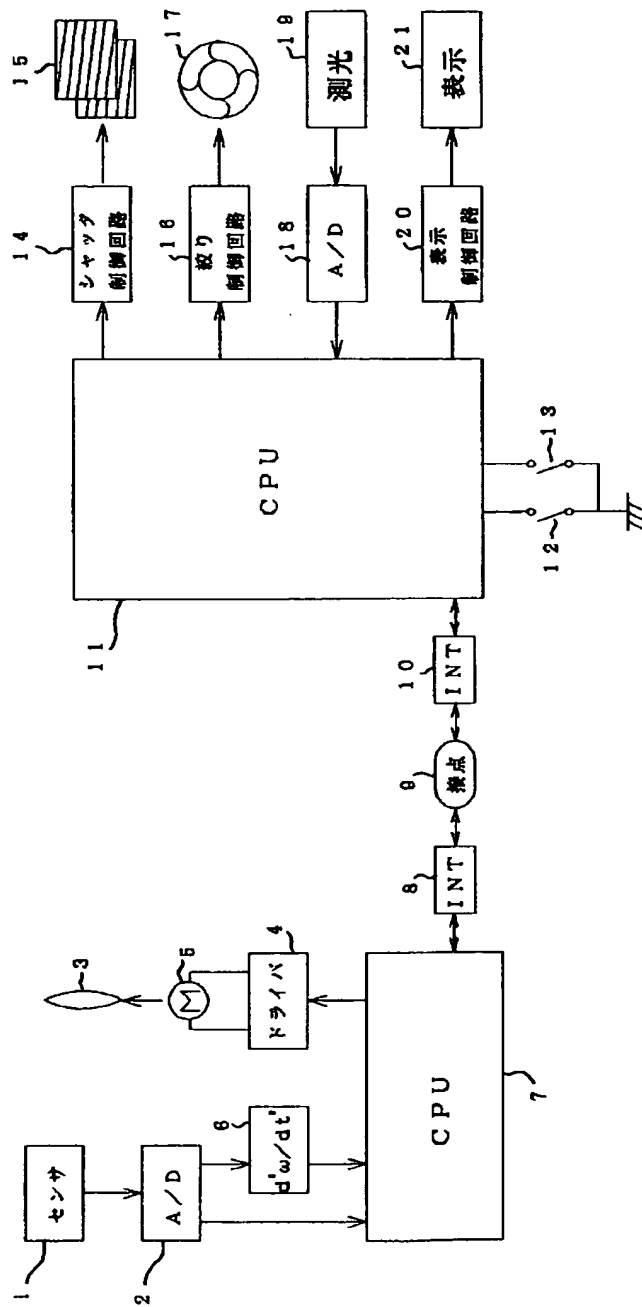 15
17
19
21
測光
表示
14
シャッタ
制御回路
16
絞り
制御回路
18
A/D
20
表示
制御回路
11
CPU
12
13
10
INT
9
接点
8
INT
3
5
M
4
ドライバ
1
センサ
2
A/D
6
d'ω/dt'
CPU
7